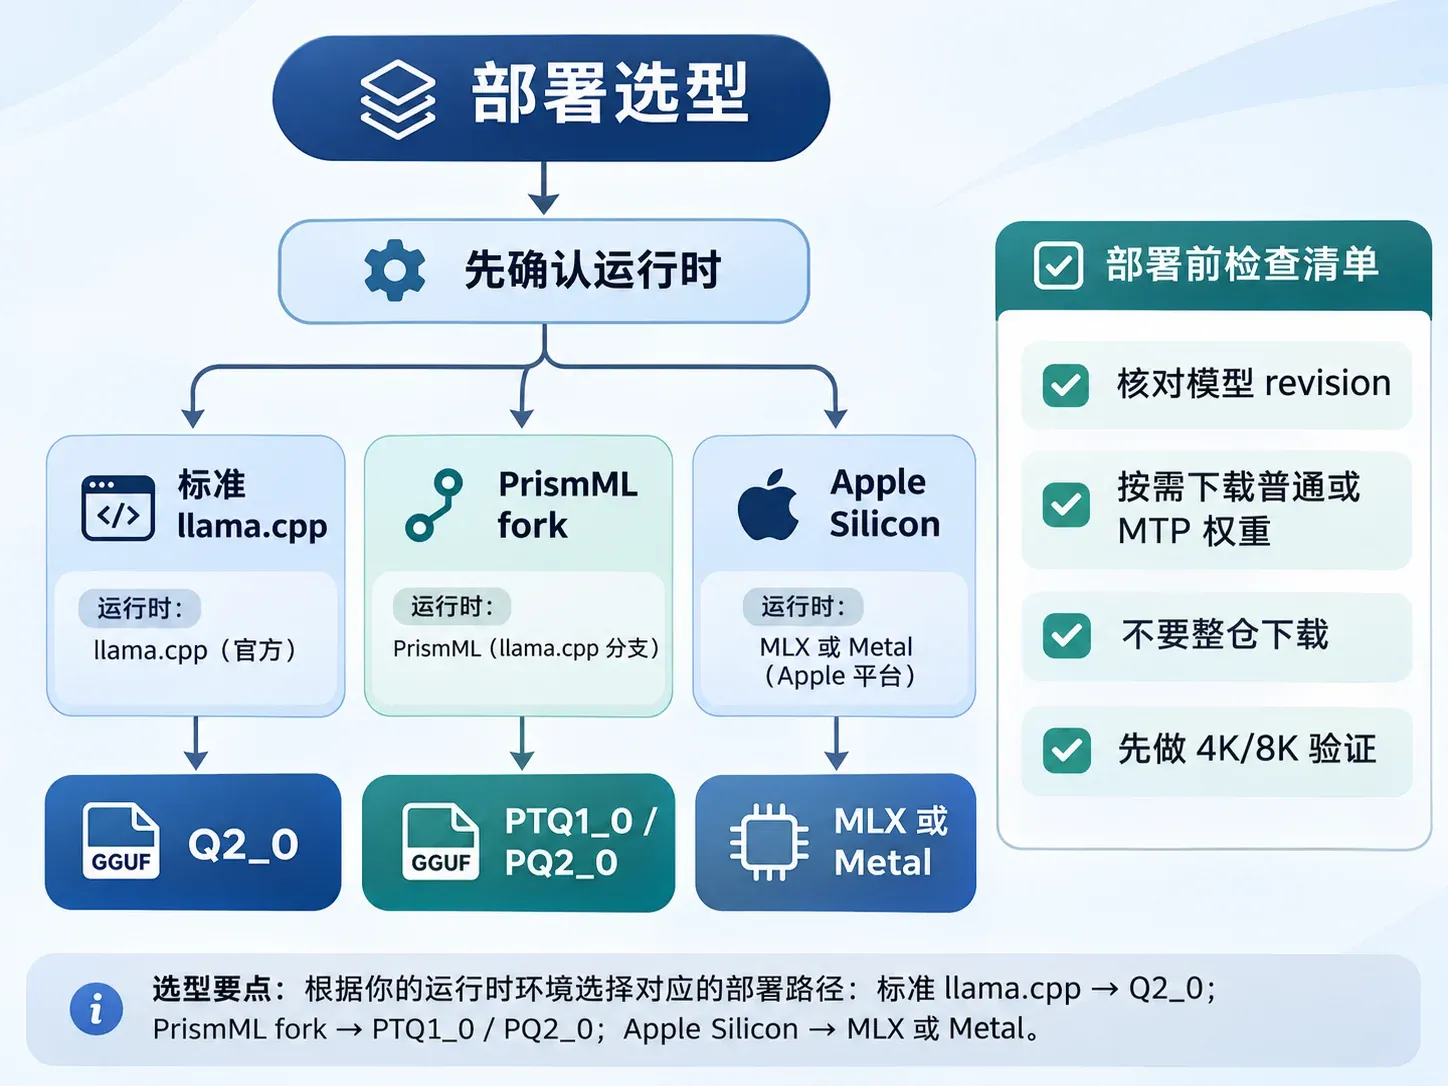 部署选型
先确认运行时
标准
llama.cpp
运行时：
llama.cpp（官方）
GGUF
Q2_0
PrismML
fork
运行时：
PrismML（llama.cpp 分支）
GGUF
PTQ1_0 /
PQ2_0
Apple
Silicon
运行时：
MLX 或 Metal
（Apple 平台）
MLX 或
Metal
部署前检查清单
核对模型 revision
按需下载普通或
MTP 权重
不要整仓下载
先做 4K/8K 验证
选型要点：根据你的运行时环境选择对应的部署路径：标准 llama.cpp → Q2_0；
PrismML fork → PTQ1_0 / PQ2_0；Apple Silicon → MLX 或 Metal。